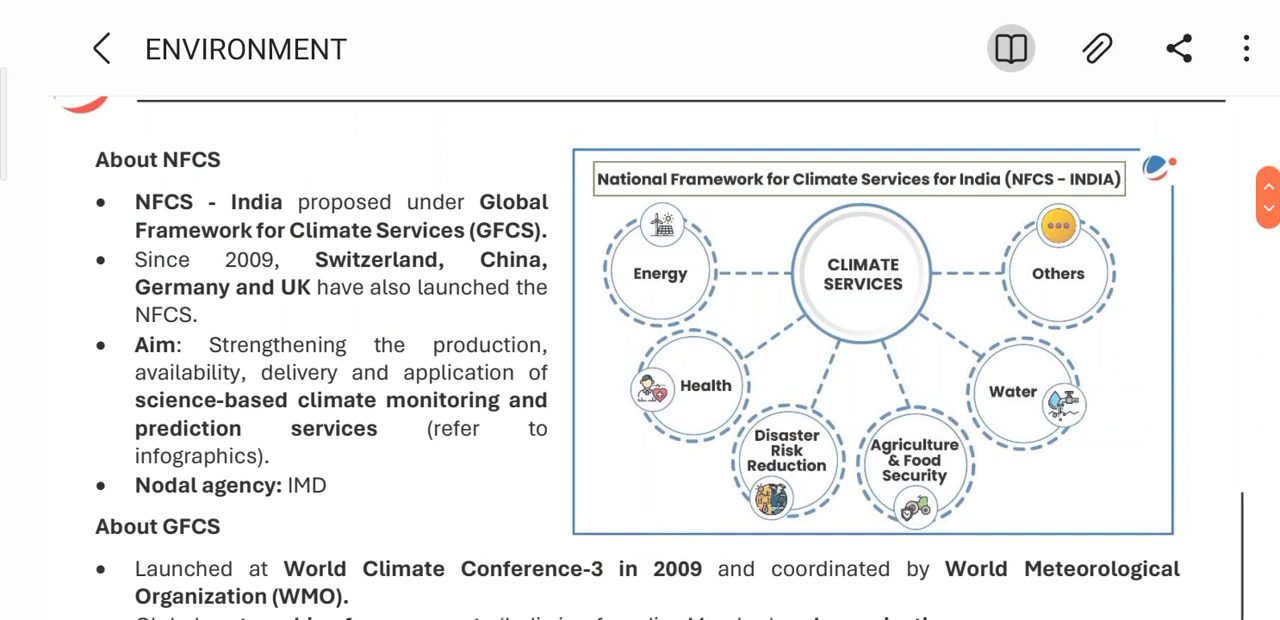 ENVIRONMENT
About NFCS
• NFCS - India proposed under Global
Framework for Climate Services (GFCS).
• Since 2009, Switzerland, China,
Germany and UK have also launched the
NFCS.
• Aim: Strengthening the production,
availability, delivery and application of
science-based climate monitoring and
prediction services (refer to
infographics).
• Nodal agency: IMD
National Framework for Climate Services for India (NFCS - INDIA)
CLIMATE
SERVICES
Energy
Others
Health
Water
Disaster
Risk
Reduction
Agriculture
& Food
Security
About GFCS
• Launched at World Climate Conference-3 in 2009 and coordinated by World Meteorological
Organization (WMO).